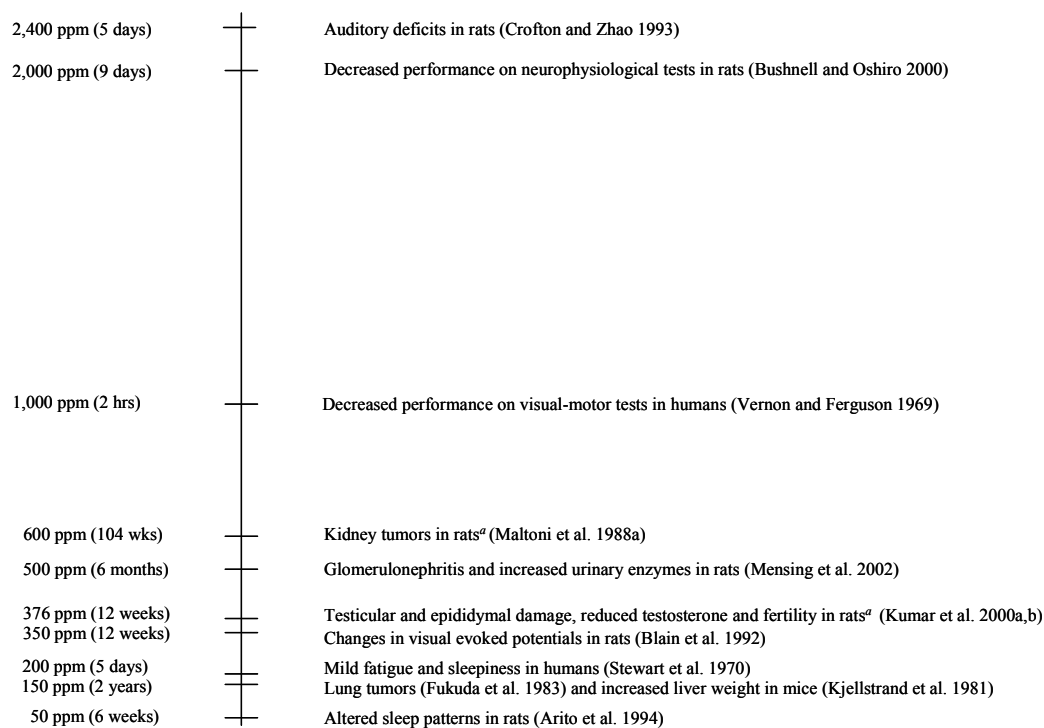 2,400 ppm (5 days) Auditory deficits in rats (Crofton and Zhao 1993)
2,000 ppm (9 days) Decreased performance on neurophysiological tests in rats (Bushnell and Oshiro 2000)
1,000 ppm (2 hrs) Decreased performance on visual-motor tests in humans (Vernon and Ferguson 1969)
600 ppm (104 wks) Kidney tumors in ratsᵃ (Maltoni et al. 1988a)
500 ppm (6 months) Glomerulonephritis and increased urinary enzymes in rats (Mensing et al. 2002)
376 ppm (12 weeks) Testicular and epididymal damage, reduced testosterone and fertility in ratsᵃ (Kumar et al. 2000a,b)
350 ppm (12 weeks) Changes in visual evoked potentials in rats (Blain et al. 1992)
200 ppm (5 days) Mild fatigue and sleepiness in humans (Stewart et al. 1970)
150 ppm (2 years) Lung tumors (Fukuda et al. 1983) and increased liver weight in mice (Kjellstrand et al. 1981)
50 ppm (6 weeks) Altered sleep patterns in rats (Arito et al. 1994)